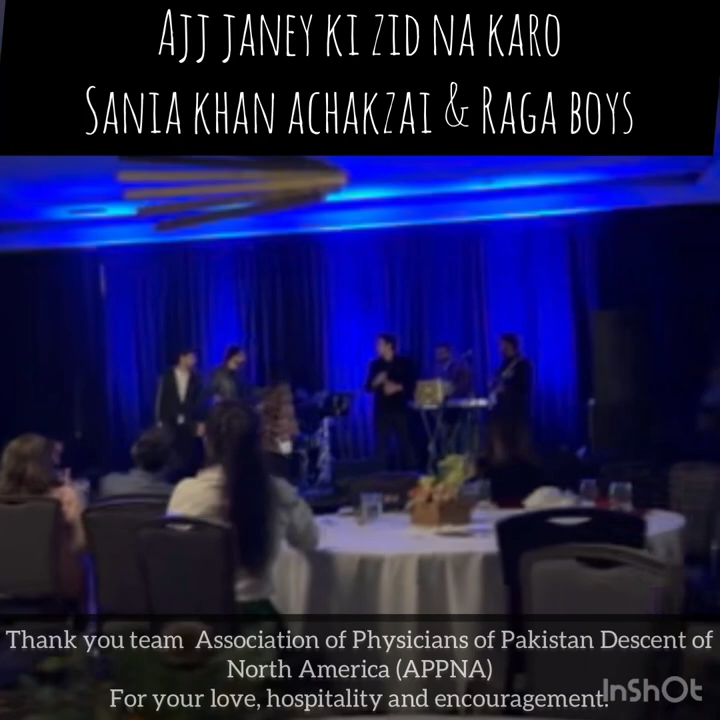 Ajj janey ki zid na karo
Sania khan achakzai & Raga boys
Thank you team Association of Physicians of Pakistan Descent of
North America (APPNA)
For your love, hospitality and encouragement.
InShOt